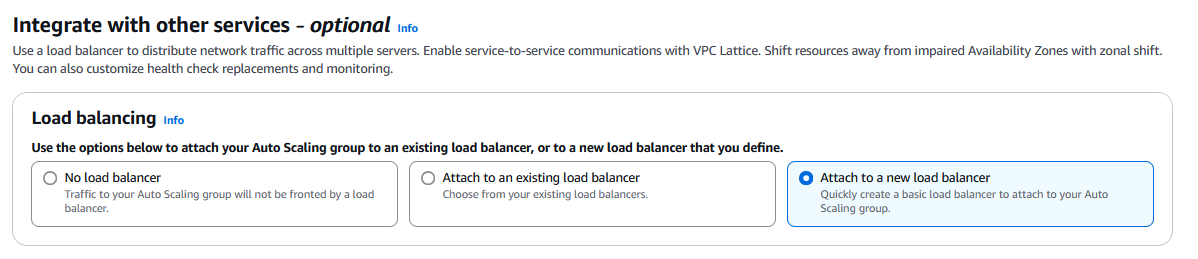 Integrate with other services - optional Info
Use a load balancer to distribute network traffic across multiple servers. Enable service-to-service communications with VPC Lattice. Shift resources away from impaired Availability Zones with zonal shift.
You can also customize health check replacements and monitoring.
Load balancing Info
Use the options below to attach your Auto Scaling group to an existing load balancer, or to a new load balancer that you define.
No load balancer
Traffic to your Auto Scaling group will not be fronted by a load
balancer.
Attach to an existing load balancer
Choose from your existing load balancers.
Attach to a new load balancer
Quickly create a basic load balancer to attach to your Auto
Scaling group.